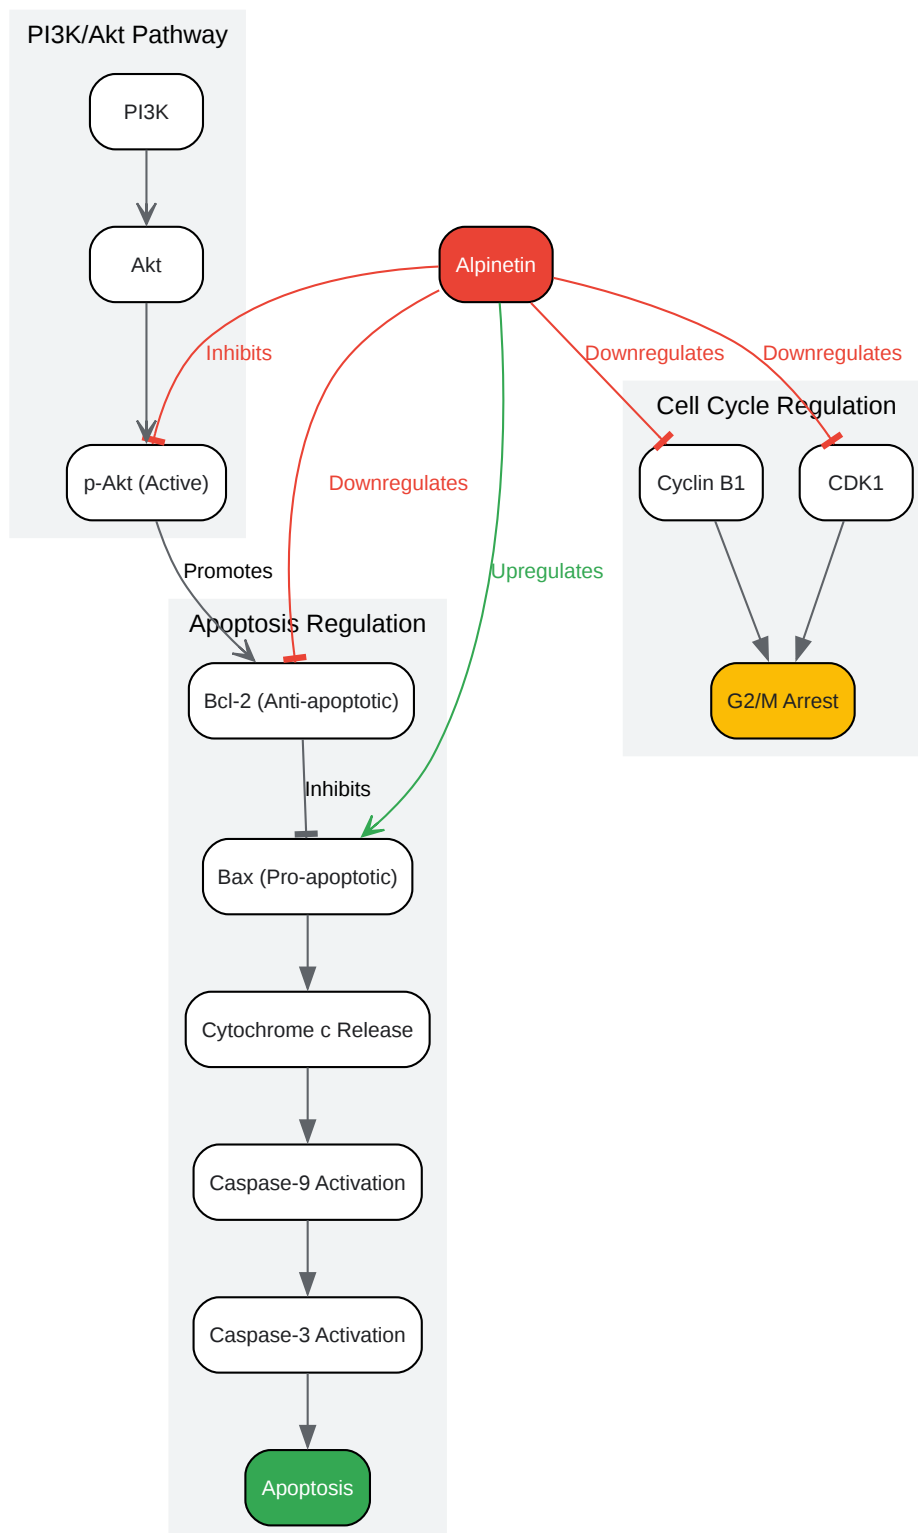 PI3K/Akt Pathway
PI3K
Akt
Alpinetin
Inhibits
Downregulates
Downregulates
Cell Cycle Regulation
p-Akt (Active)
Downregulates
Cyclin B1
CDK1
Promotes
Upregulates
Apoptosis Regulation
Bcl-2 (Anti-apoptotic)
G2/M Arrest
Inhibits
Bax (Pro-apoptotic)
Cytochrome c Release
Caspase-9 Activation
Caspase-3 Activation
Apoptosis